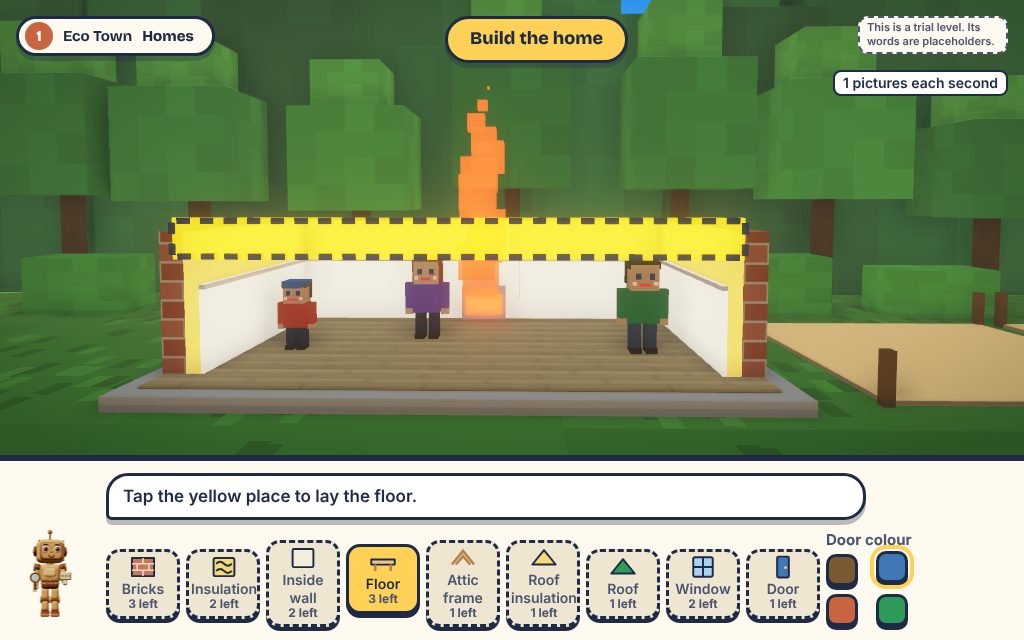 1 Eco Town Homes
Build the home
This is a trial level. Its
words are placeholders.
1 pictures each second
Tap the yellow place to lay the floor.
Door colour
Bricks
3 left
Insulation
2 left
Inside
wall
2 left
Floor
3 left
Attic
frame
1 left
Roof
insulation
1 left
Roof
1 left
Window
2 left
Door
1 left